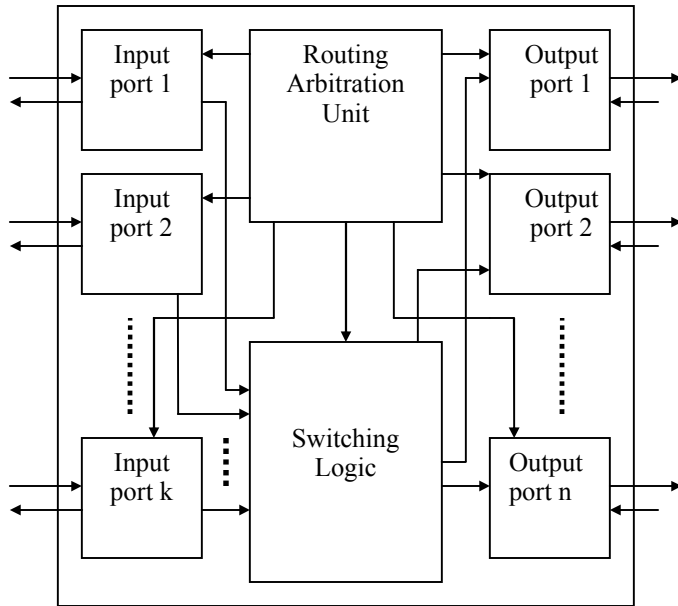 Input
port 1
Routing
Arbitration
Unit
Output
port 1
Input
port 2
Output
port 2
Switching
Logic
Input
port k
Output
port n